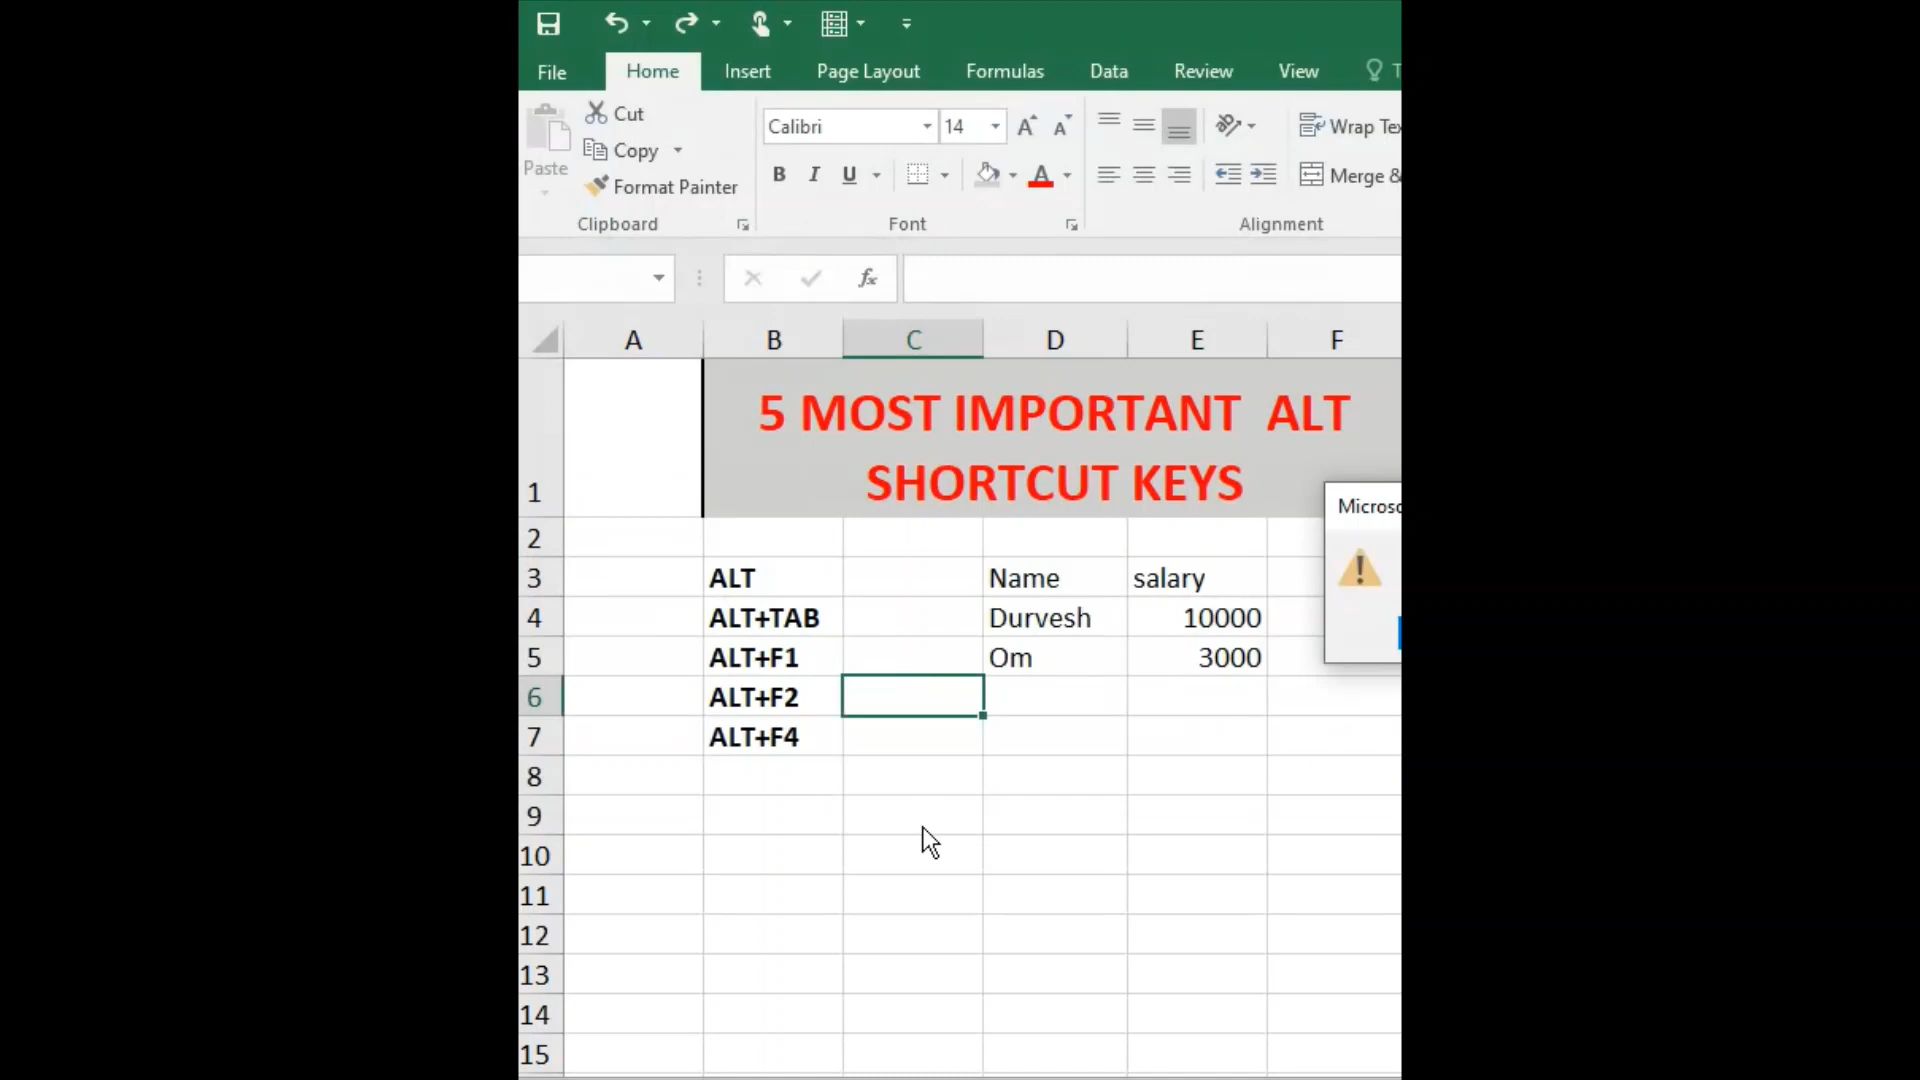 File Home Insert Page Layout Formulas Data Review View
Cut
Copy
Paste
Format Painter
Calibri 14
B I U
Wrap Tex
Merge &
Clipboard Font Alignment
fx
A B C D E F
5 MOST IMPORTANT ALT
SHORTCUT KEYS
1
Microso
2
3 ALT Name salary
4 ALT+TAB Durvesh 10000
5 ALT+F1 Om 3000
6 ALT+F2
7 ALT+F4
8
9
10
11
12
13
14
15